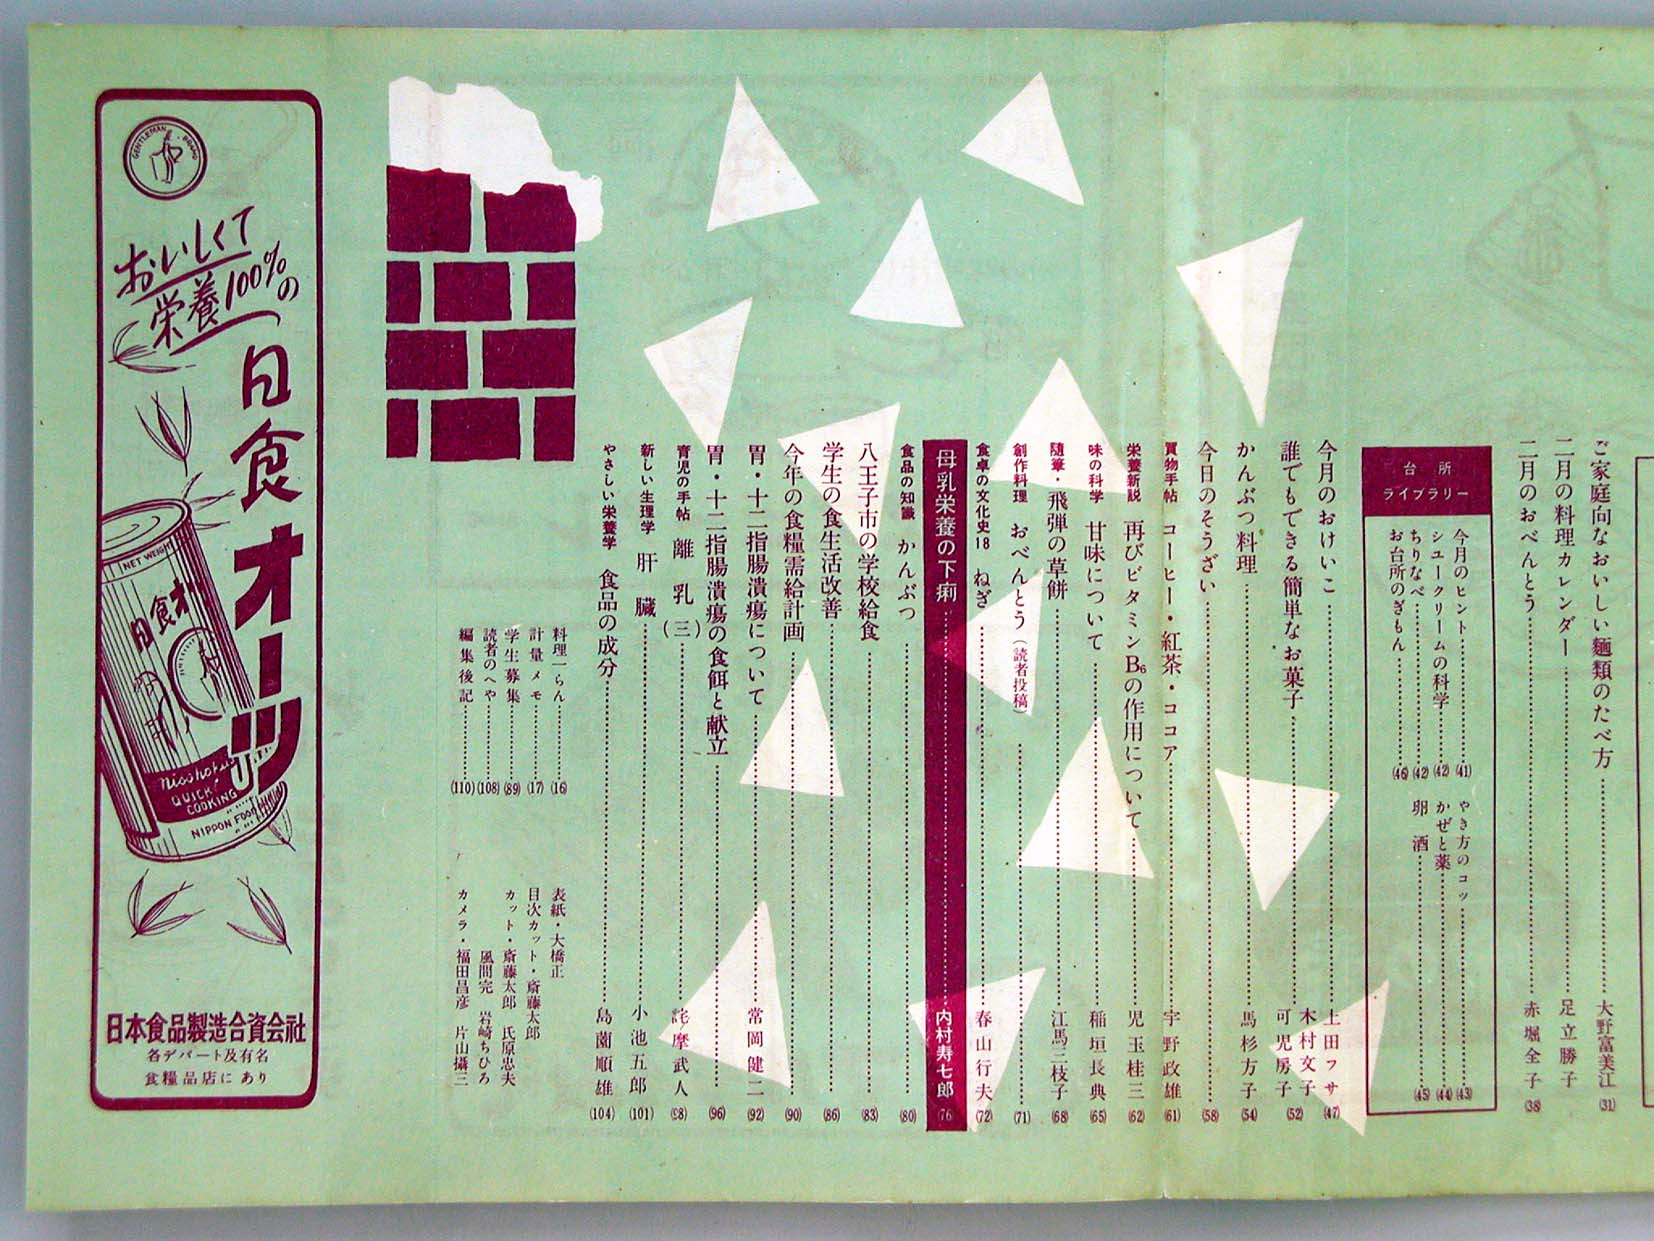 ご家庭向なおいしい麺類のたべ方……大野富美江 (31)
二月の料理カレンダー……足立勝子
二月のおべんとう……赤堀全子 (38)
台所
ライブラリー
今月のヒント……(41)
シュークリームの科学……(42)
ちりなべ……(42)
お台所のぎもん……(46)
やき方のコツ……(43)
かぜと薬……(44)
卵酒……(45)
今月のおけいこ……上田フサ (47)
誰でもできる簡単なお菓子……木村文子 可児房子 (52)
かんぶつ料理……馬杉方子 (54)
今日のそうざい……(58)
買物手帖 コーヒー・紅茶・ココア……宇野政雄 (61)
栄養新説 再びビタミンB6の作用について……児玉桂三 (62)
味の科学 甘味について……稲垣長典 (65)
随筆・飛弾の草餅……江馬三枝子 (68)
創作料理 おべんとう(読者投稿)……(71)
食卓の文化史18 ねぎ……春山行夫 (72)
母乳栄養の下痢……内村寿七郎 (76)
食品の知識 かんぶつ……(80)
八王子市の学校給食……(83)
学生の食生活改善……(86)
今年の食糧需給計画……(90)
胃・十二指腸潰瘍について……常岡健二 (92)
胃・十二指腸潰瘍の食餌と献立……(96)
育児の手帖 離乳(三)……詫摩武人 (98)
新しい生理学 肝臓……小池五郎 (101)
やさしい栄養学 食品の成分……島薗順雄 (104)
料理一らん……(16)
計量メモ……(17)
学生募集……(89)
読者のへや……(108)
編集後記……(110)
表紙・大橋正
目次カット・斎藤太郎
カット・斎藤太郎 氏原忠夫
風間完 岩崎ちひろ
カメラ・福田昌彦 片山攝三
GENTLEMAN BRAND
おいしくて
栄養100%の
日食オーツ
NET WEIGHT
日食オー
nisshoku
QUICK
COOKING
NIPPON FOOD
日本食品製造合資会社
各デパート及有名
食糧品店に あり